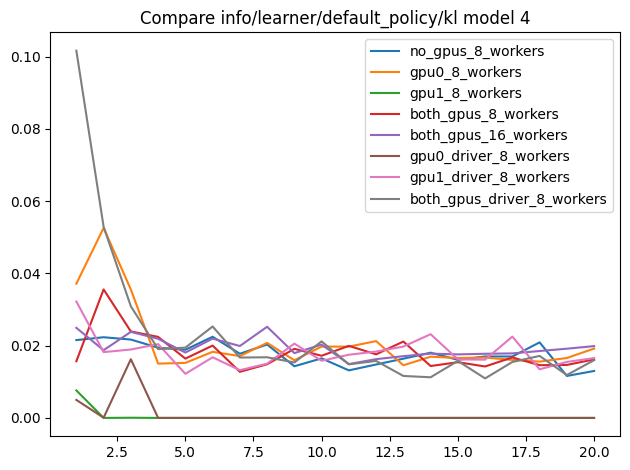 Compare info/learner/default_policy/kl model 4
no_gpus_8_workers
gpu0_8_workers
gpu1_8_workers
both_gpus_8_workers
both_gpus_16_workers
gpu0_driver_8_workers
gpu1_driver_8_workers
both_gpus_driver_8_workers
0.10
0.08
0.06
0.04
0.02
0.00
2.5 5.0 7.5 10.0 12.5 15.0 17.5 20.0